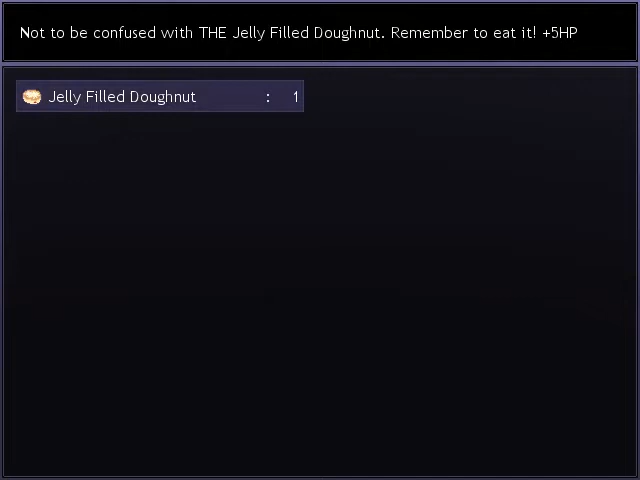 Not to be confused with THE Jelly Filled Doughnut. Remember to eat it! +5HP
Jelly Filled Doughnut : 1